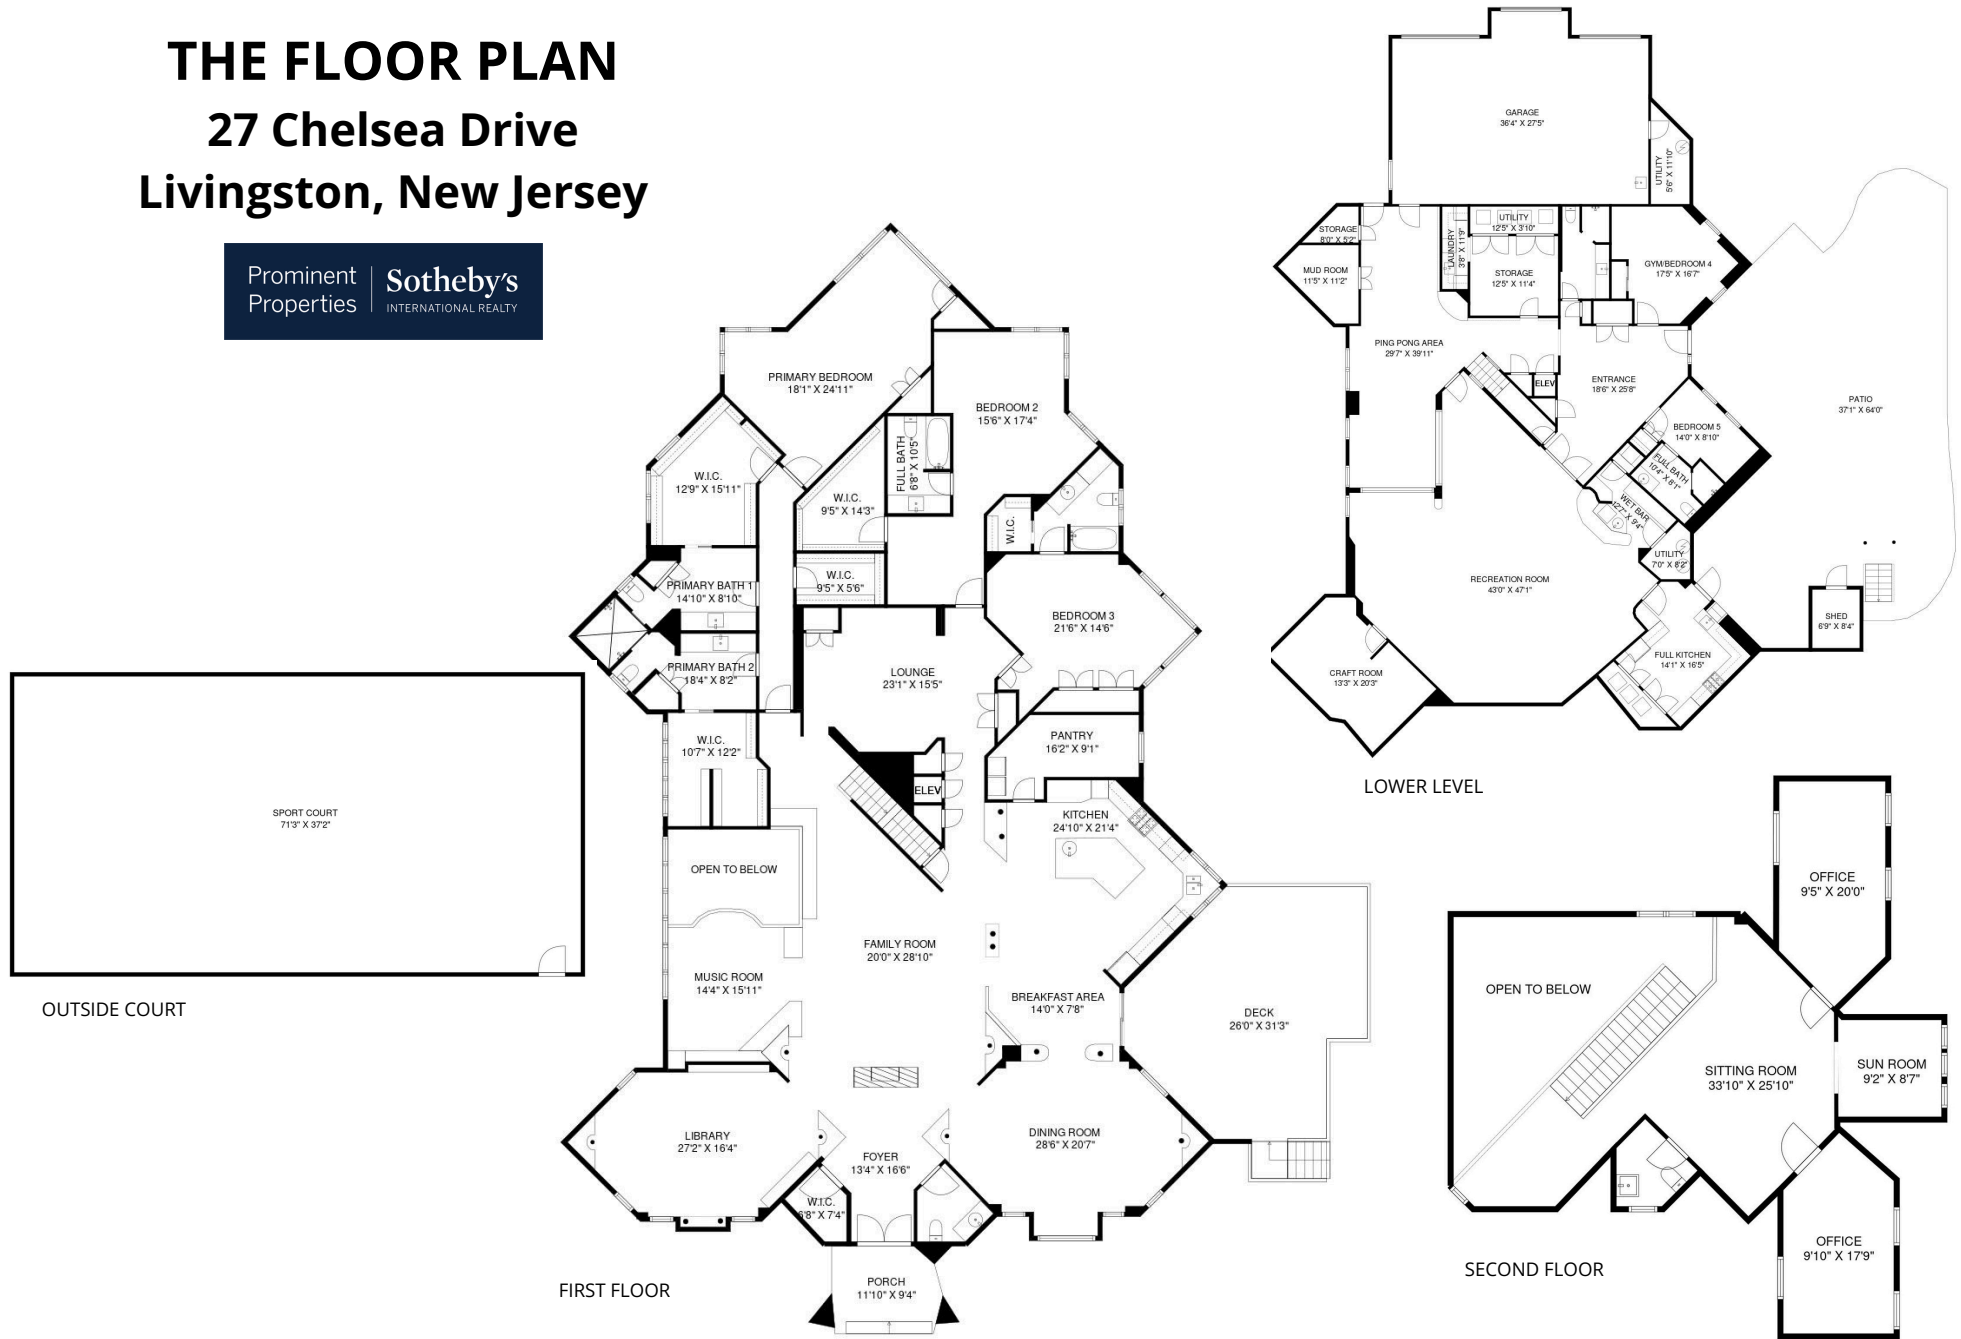 THE FLOOR PLAN
27 Chelsea Drive
Livingston, New Jersey
Prominent
Properties
Sotheby's
INTERNATIONAL REALTY
GARAGE
36'4" X 27'5"
UTILITY
5'6" X 11'10"
STORAGE
8'0" X 5'2"
MUD ROOM
11'5" X 11'2"
LAUNDRY
3'8" X 11'9"
UTILITY
12'5" X 3'10"
STORAGE
12'5" X 11'4"
GYM/BEDROOM 4
17'5" X 16'7"
PING PONG AREA
29'7" X 39'11"
ELEV
ENTRANCE
18'6" X 25'8"
BEDROOM 5
14'0" X 8'10"
FULL BATH
10'4" X 8'1"
WET BAR
12'7" X 9'4"
UTILITY
7'0" X 8'2"
PATIO
37'1" X 64'0"
RECREATION ROOM
43'0" X 47'1"
SHED
6'9" X 8'4"
FULL KITCHEN
14'1" X 16'5"
CRAFT ROOM
13'3" X 20'3"
LOWER LEVEL
PRIMARY BEDROOM
18'1" X 24'11"
BEDROOM 2
15'6" X 17'4"
FULL BATH
6'8" X 10'5"
W.I.C.
12'9" X 15'11"
W.I.C.
9'5" X 14'3"
W.I.C.
W.I.C.
9'5" X 5'6"
PRIMARY BATH 1
14'10" X 8'10"
BEDROOM 3
21'6" X 14'6"
PRIMARY BATH 2
18'4" X 8'2"
LOUNGE
23'1" X 15'5"
W.I.C.
10'7" X 12'2"
PANTRY
16'2" X 9'1"
ELEV
KITCHEN
24'10" X 21'4"
OPEN TO BELOW
FAMILY ROOM
20'0" X 28'10"
MUSIC ROOM
14'4" X 15'11"
BREAKFAST AREA
14'0" X 7'8"
DECK
26'0" X 31'3"
LIBRARY
27'2" X 16'4"
FOYER
13'4" X 16'6"
DINING ROOM
28'6" X 20'7"
W.I.C.
6'8" X 7'4"
PORCH
11'10" X 9'4"
FIRST FLOOR
SPORT COURT
71'3" X 37'2"
OUTSIDE COURT
OFFICE
9'5" X 20'0"
OPEN TO BELOW
SITTING ROOM
33'10" X 25'10"
SUN ROOM
9'2" X 8'7"
OFFICE
9'10" X 17'9"
SECOND FLOOR